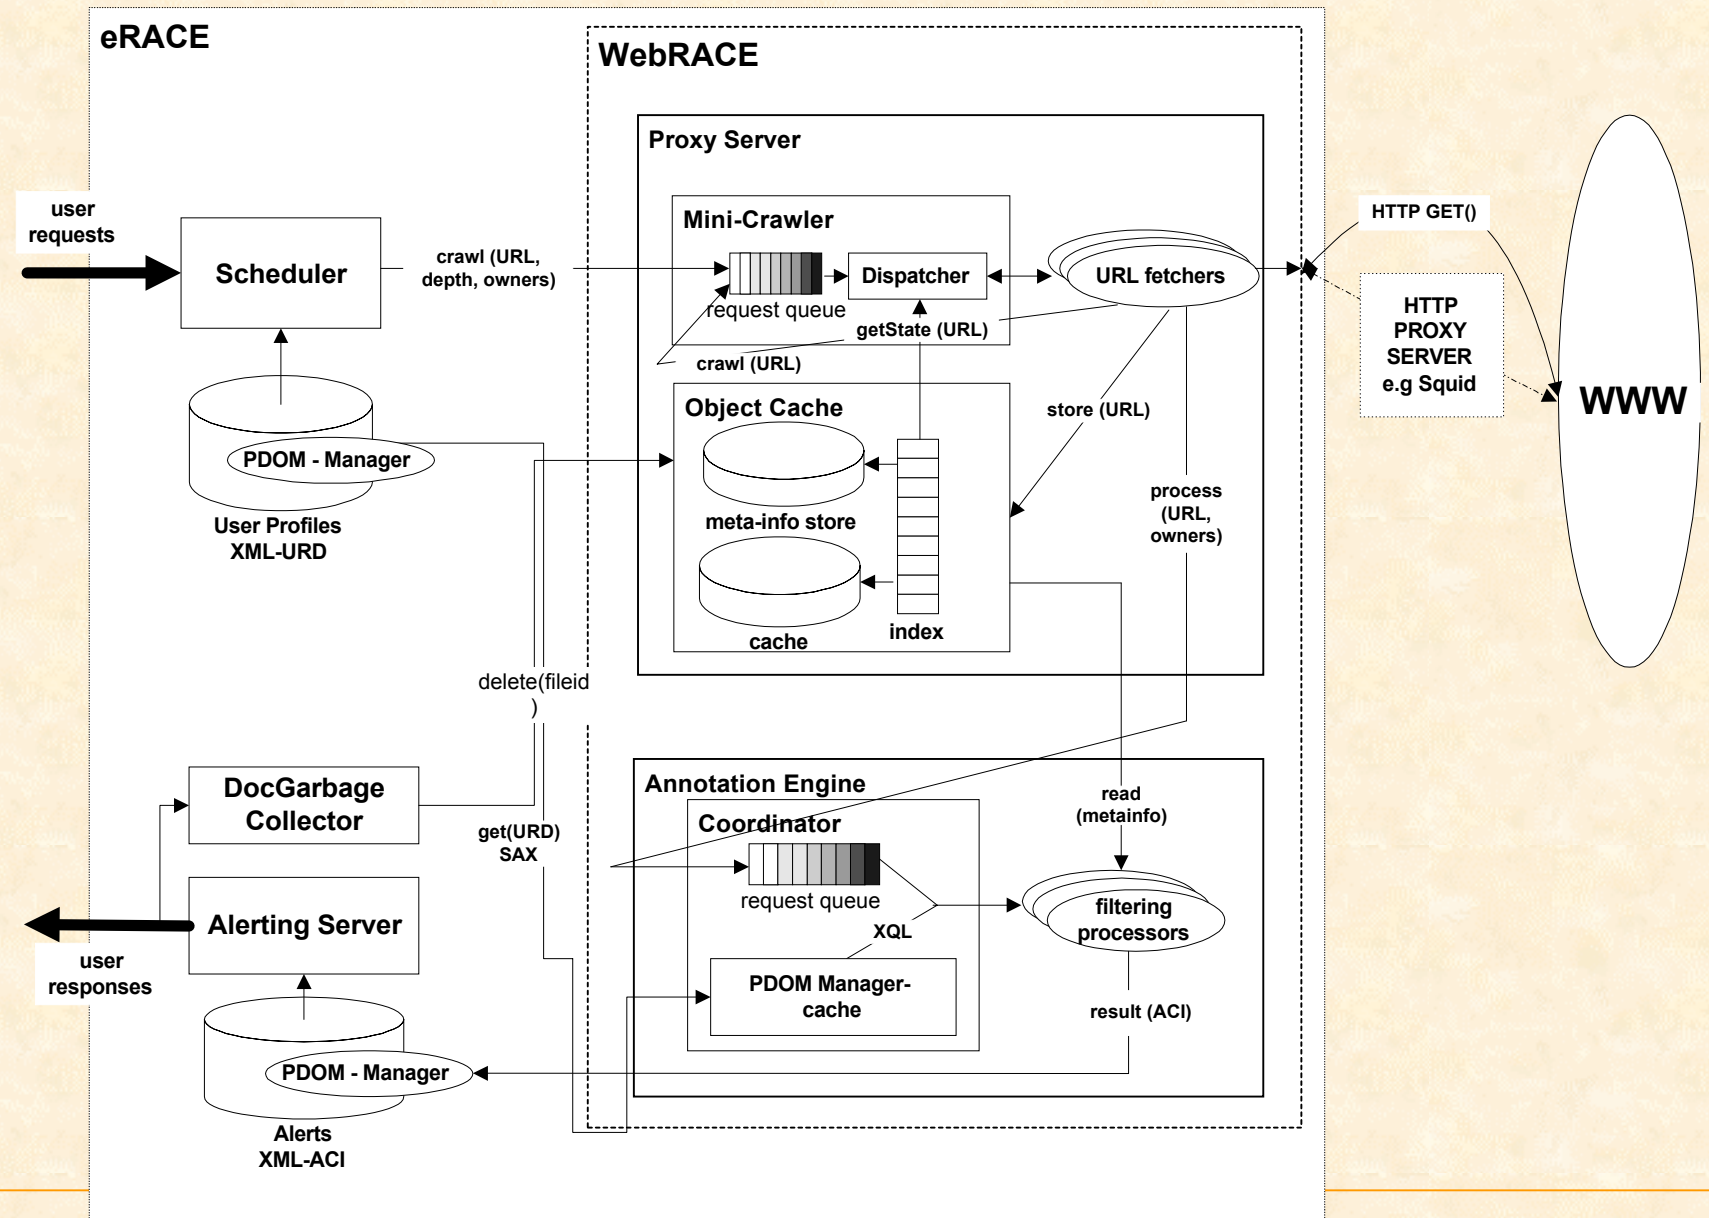 eRACE
WebRACE
Proxy Server
user
requests
Scheduler
crawl (URL,
depth, owners)
Mini-Crawler
request queue
Dispatcher
URL fetchers
getState (URL)
crawl (URL)
HTTP GET()
HTTP
PROXY
SERVER
e.g Squid
WWW
PDOM - Manager
User Profiles
XML-URD
Object Cache
meta-info store
cache
index
store (URL)
process
(URL,
owners)
delete(fileid
)
DocGarbage
Collector
get(URD)
SAX
Alerting Server
user
responses
PDOM - Manager
Alerts
XML-ACI
Annotation Engine
Coordinator
request queue
XQL
PDOM Manager-
cache
read
(metainfo)
filtering
processors
result (ACI)